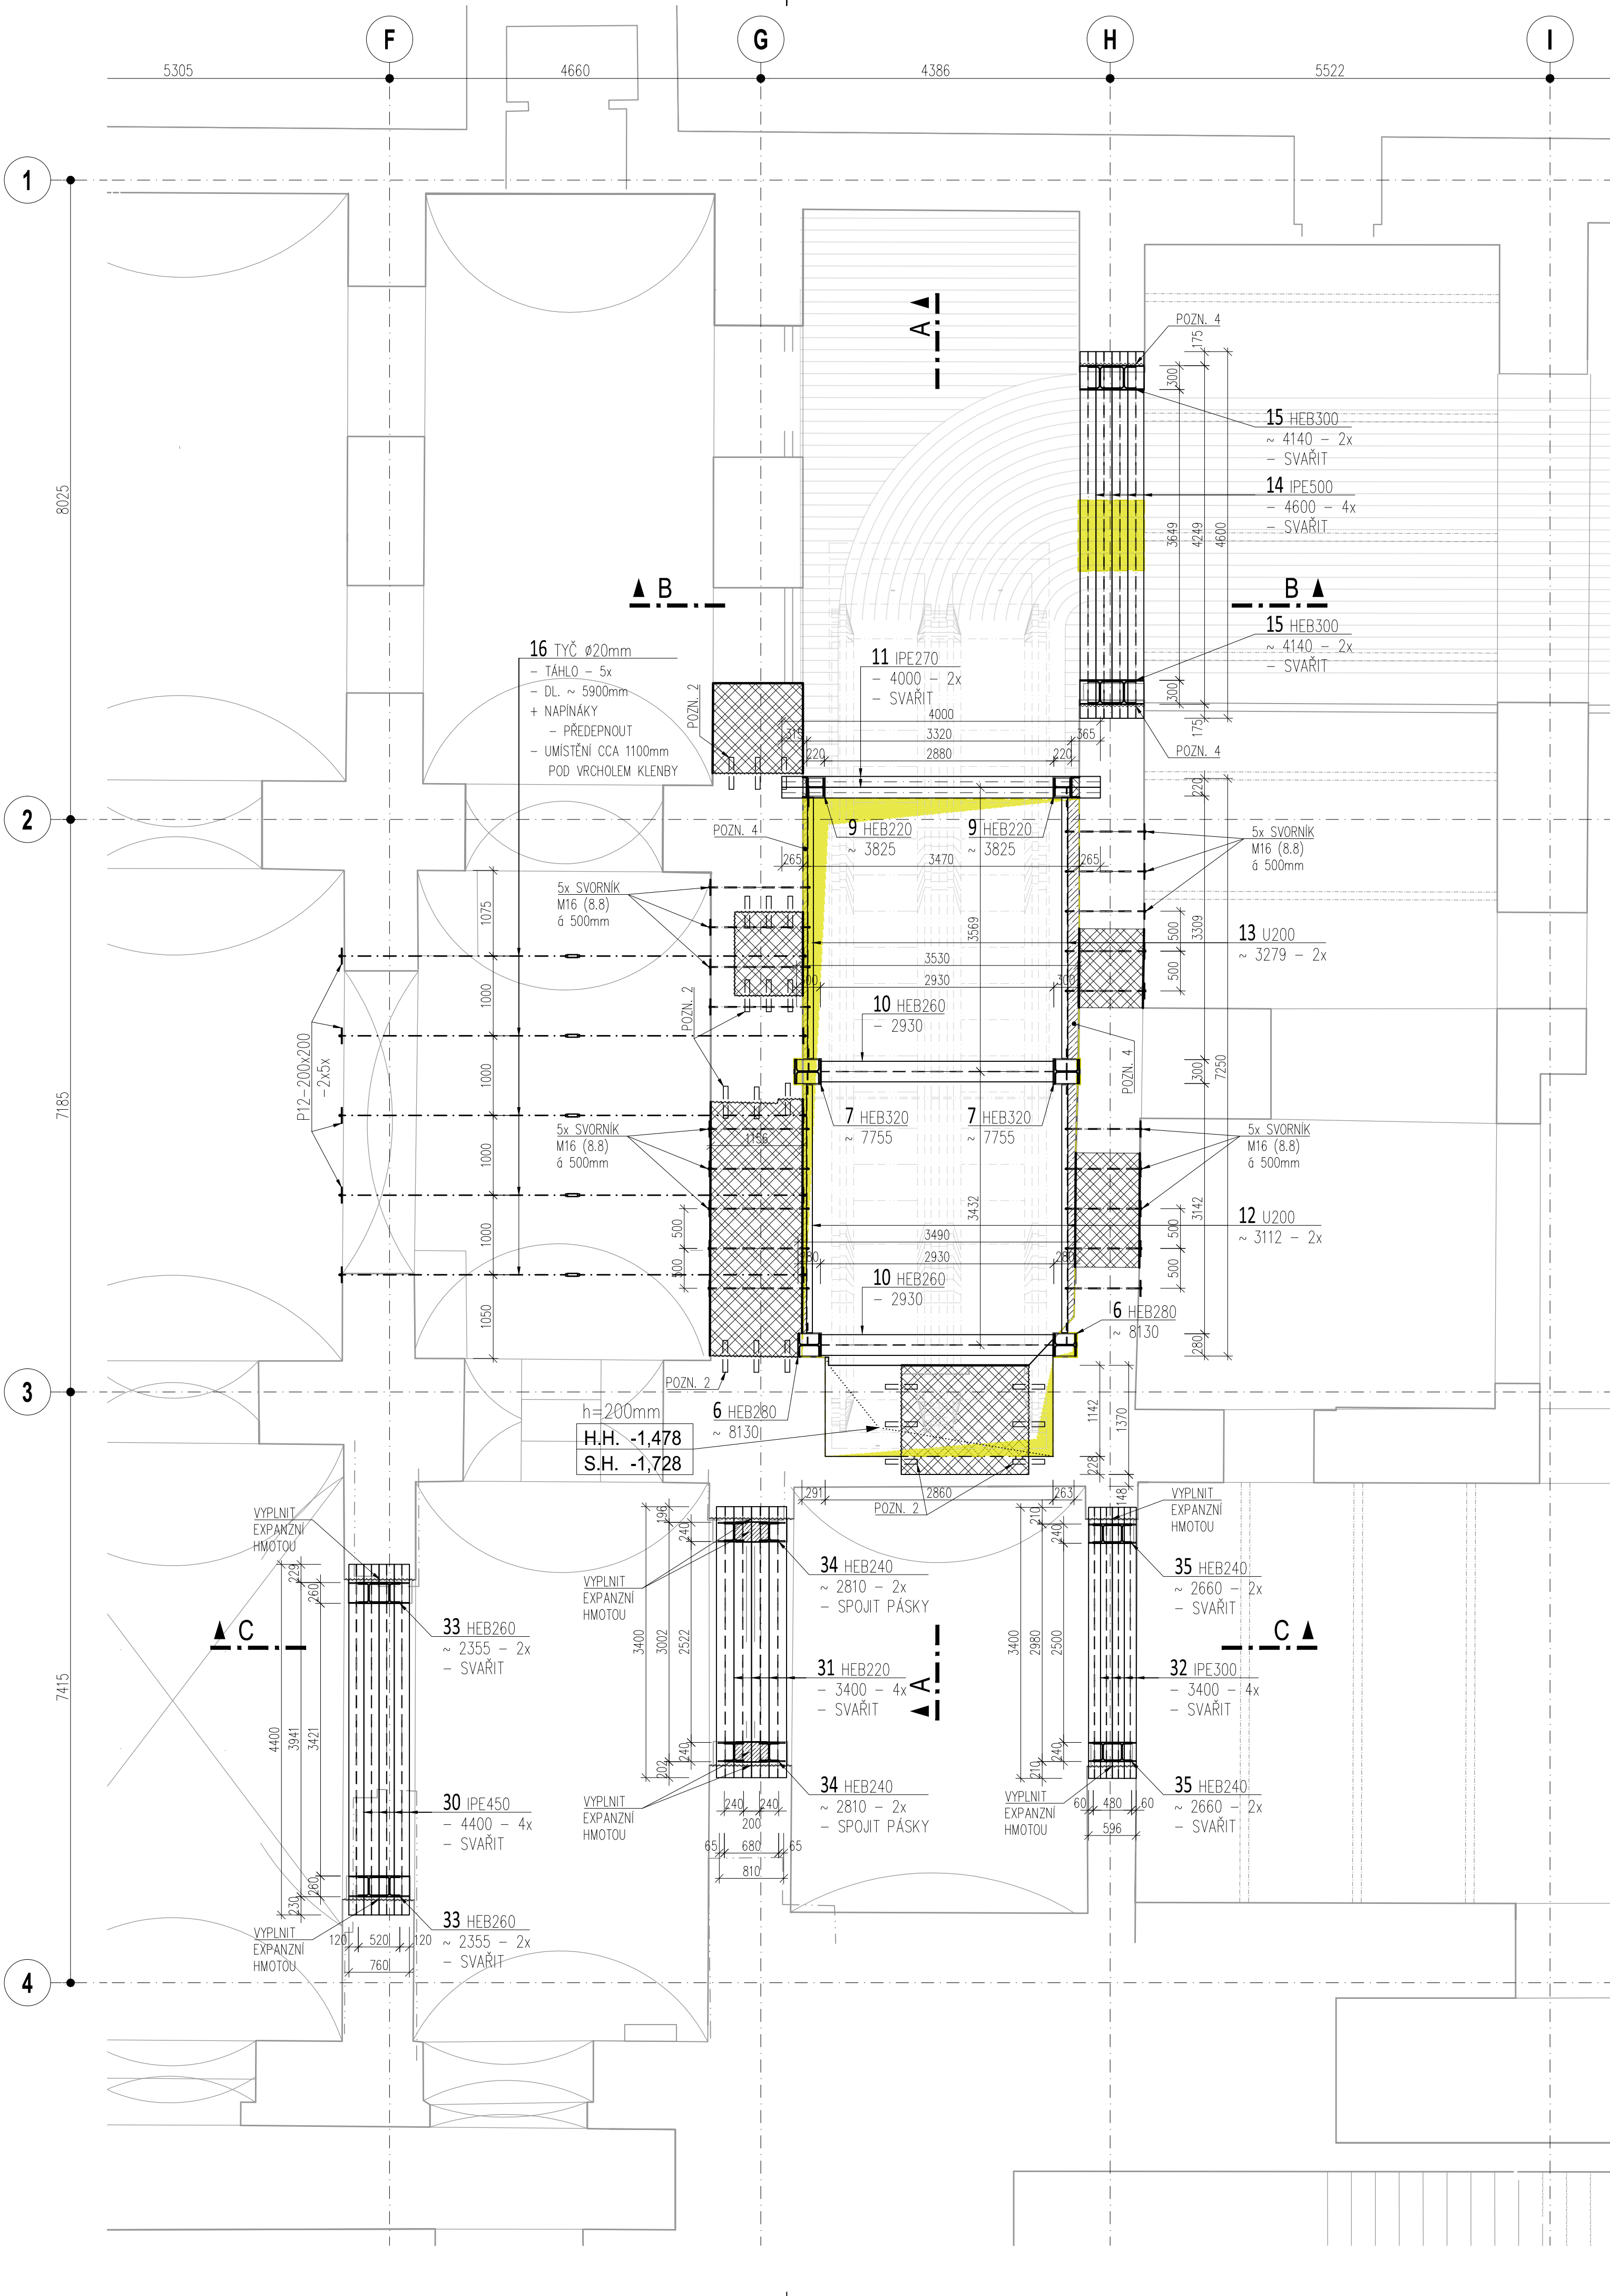 F
G
H
I
5305
4660
4386
5522
1
2
3
4
8025
7185
7415
A
POZN. 4
175
300
3649
4249
4600
300
175
15 HEB300
~ 4140 - 2x
- SVAŘIT
14 IPE500
- 4600 - 4x
- SVAŘIT
B
B
15 HEB300
~ 4140 - 2x
- SVAŘIT
POZN. 4
16 TYČ ø20mm
- TÁHLO - 5x
- DL. ~ 5900mm
+ NAPÍNÁKY
- PŘEDEPNOUT
- UMÍSTĚNÍ CCA 1100mm
POD VRCHOLEM KLENBY
POZN. 2
11 IPE270
- 4000 - 2x
- SVAŘIT
4000
315
3320
365
220
2880
220
220
POZN. 4
9 HEB220
~ 3825
9 HEB220
~ 3825
265
3470
265
5x SVORNÍK
M16 (8.8)
á 500mm
5x SVORNÍK
M16 (8.8)
á 500mm
1075
1000
1000
1000
1000
1050
3569
3530
300
2930
300
500
500
3309
7250
13 U200
~ 3279 - 2x
10 HEB260
- 2930
POZN. 2
POZN. 4
300
P12-200x200
-2x5x
7 HEB320
~ 7755
7 HEB320
~ 7755
5x SVORNÍK
M16 (8.8)
á 500mm
1156
5x SVORNÍK
M16 (8.8)
á 500mm
3432
500
500
3490
280
2930
280
500
500
3142
12 U200
~ 3112 - 2x
10 HEB260
- 2930
6 HEB280
~ 8130
280
POZN. 2
6 HEB280
~ 8130
h=200mm
H.H. -1,478
S.H. -1,728
1142
1370
228
148
291
2860
263
POZN. 2
VYPLNIT
EXPANZNÍ
HMOTOU
229
260
4400
3941
3421
260
230
33 HEB260
~ 2355 - 2x
- SVAŘIT
C
30 IPE450
- 4400 - 4x
- SVAŘIT
33 HEB260
~ 2355 - 2x
- SVAŘIT
VYPLNIT
EXPANZNÍ
HMOTOU
120
520
120
760
VYPLNIT
EXPANZNÍ
HMOTOU
196
240
3400
3002
2522
240
202
34 HEB240
~ 2810 - 2x
- SPOJIT PÁSKY
31 HEB220
- 3400 - 4x
- SVAŘIT
A
34 HEB240
~ 2810 - 2x
- SPOJIT PÁSKY
VYPLNIT
EXPANZNÍ
HMOTOU
240
240
200
65
680
65
810
210
240
3400
2980
2500
240
210
VYPLNIT
EXPANZNÍ
HMOTOU
35 HEB240
~ 2660 - 2x
- SVAŘIT
C
32 IPE300
- 3400 - 4x
- SVAŘIT
35 HEB240
~ 2660 - 2x
- SVAŘIT
VYPLNIT
EXPANZNÍ
HMOTOU
60
480
60
596